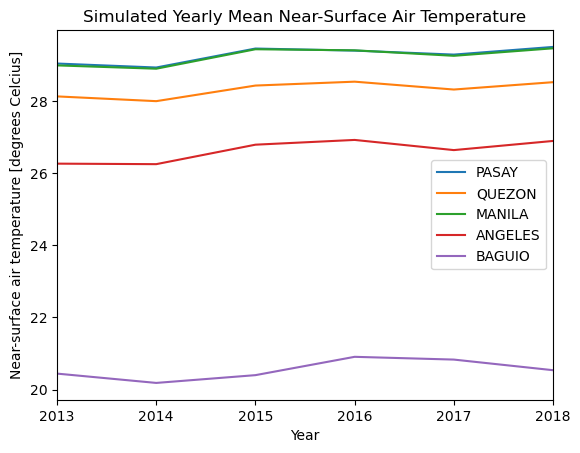 Simulated Yearly Mean Near-Surface Air Temperature
Near-surface air temperature [degrees Celcius]
28
26
24
22
20
PASAY
QUEZON
MANILA
ANGELES
BAGUIO
2013 2014 2015 2016 2017 2018
Year